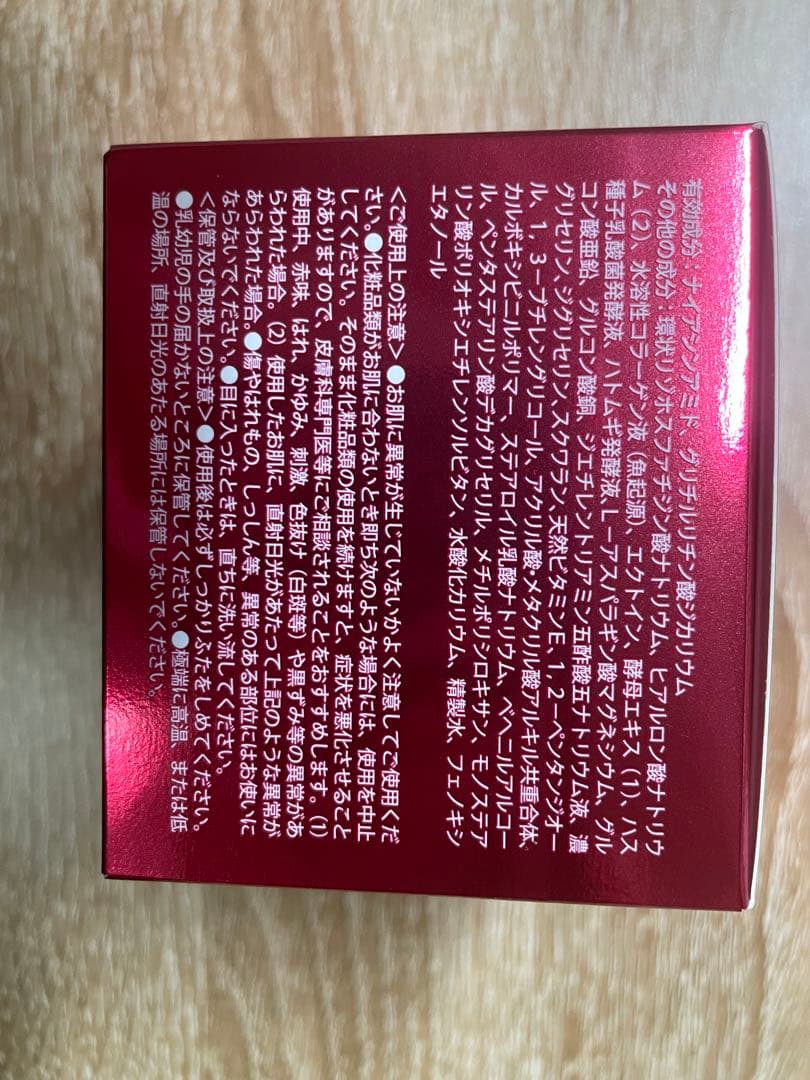 有効成分：ナイアシンアミド、グリチルリチン酸ジカリウム
その他の成分：環状リゾホスファチジン酸ナトリウム、ヒアルロン酸ナトリウ
ム（2）、水溶性コラーゲン液（魚起源）、エクトイン、酵母エキス（1）、ハス
種子乳酸菌発酵液、ハトムギ発酵液、L－アスパラギン酸マグネシウム、グル
コン酸亜鉛、グルコン酸銅、ジエチレントリアミン五酢酸五ナトリウム液、濃
グリセリン、ジグリセリン、スクワラン、天然ビタミンE、1，2－ペンタンジオー
ル、1，3－ブチレングリコール、アクリル酸・メタクリル酸アルキル共重合体、
カルボキシビニルポリマー、ステアロイル乳酸ナトリウム、ベヘニルアルコー
ル、ペンタステアリン酸デカグリセリル、メチルポリシロキサン、モノステア
リン酸ポリオキシエチレンソルビタン、水酸化カリウム、精製水、フェノキシ
エタノール
＜ご使用上の注意＞●お肌に異常が生じていないかよく注意してご使用くだ
さい。●化粧品類がお肌に合わないとき即ち次のような場合には、使用を中止
してください。そのまま化粧品類の使用を続けますと、症状を悪化させること
がありますので、皮膚科専門医等にご相談されることをおすすめします。（1）
使用中、赤味、はれ、かゆみ、刺激、色抜け（白斑等）や黒ずみ等の異常があ
らわれた場合。（2）使用したお肌に、直射日光があたって上記のような異常が
あらわれた場合。●傷やはれもの、しっしん等、異常のある部位にはお使いに
ならないでください。●目に入ったときは、直ちに洗い流してください。
＜保管及び取扱上の注意＞●使用後は必ずしっかりふたをしめてください。
●乳幼児の手の届かないところに保管してください。●極端に高温、または低
温の場所、直射日光のあたる場所には保管しないでください。